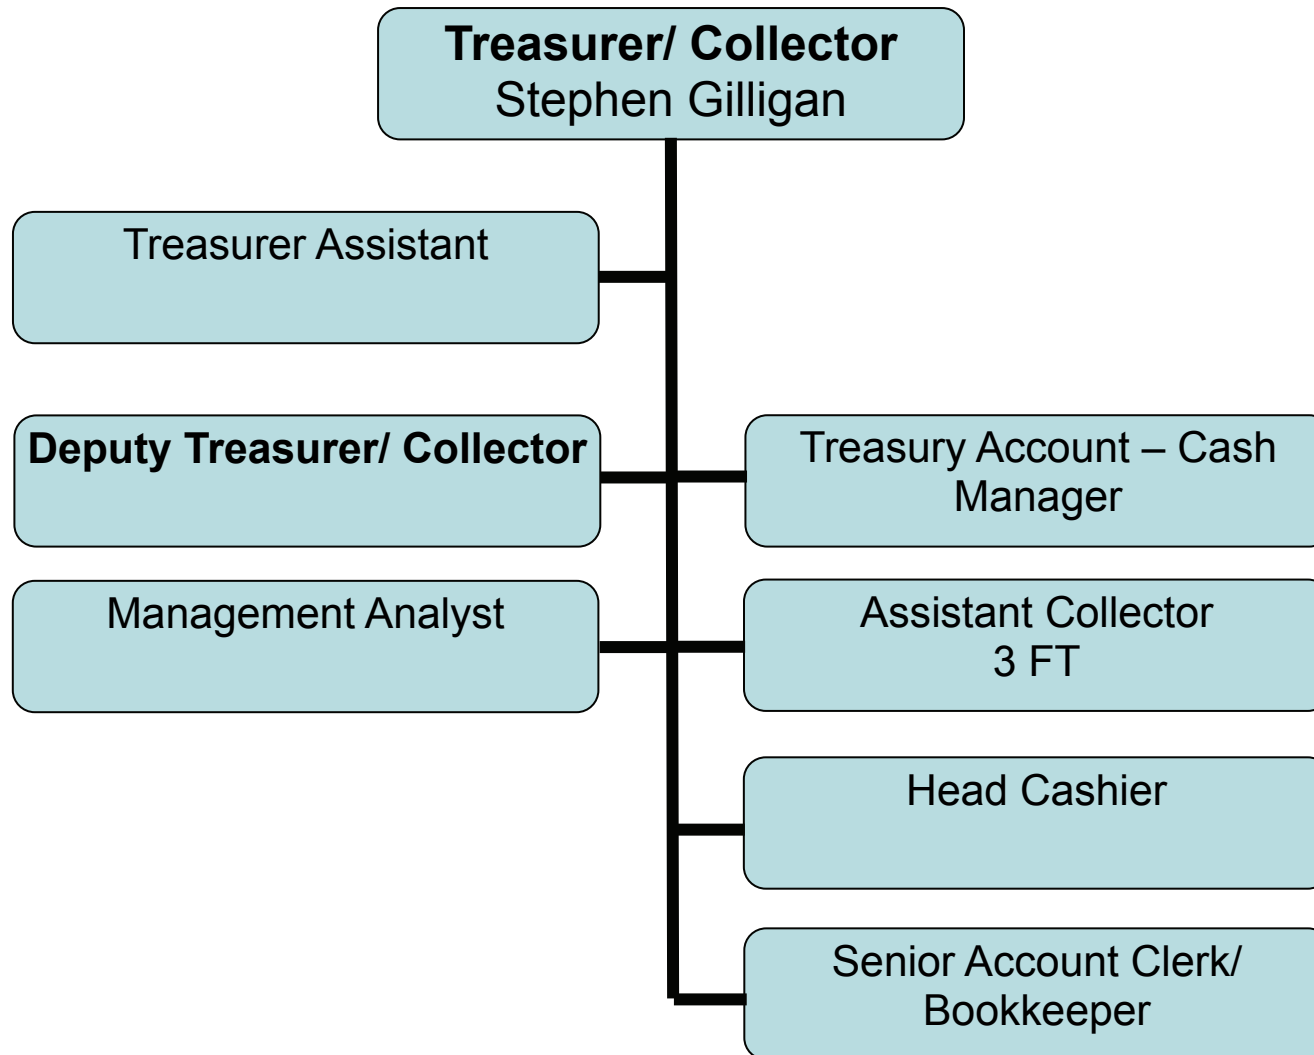 Treasurer/ Collector
Stephen Gilligan
Treasurer Assistant
Deputy Treasurer/ Collector
Treasury Account – Cash
Manager
Management Analyst
Assistant Collector
3 FT
Head Cashier
Senior Account Clerk/
Bookkeeper